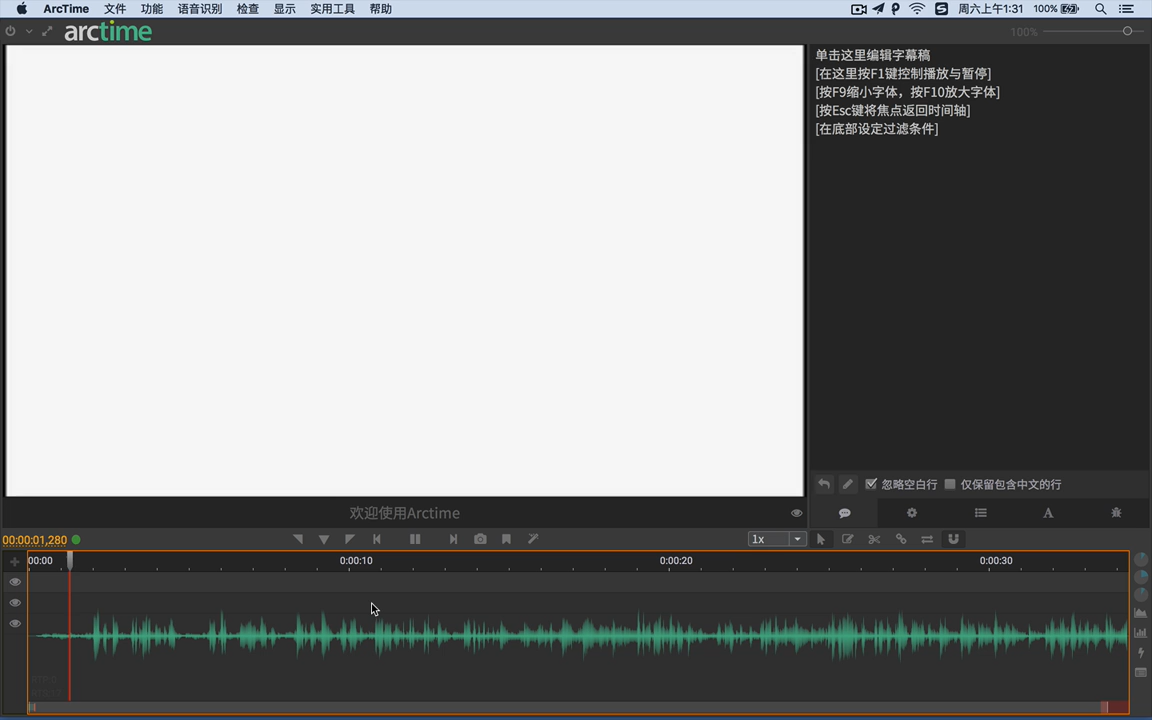 ArcTime 文件 功能 语音识别 检查 显示 实用工具 帮助 周六上午1:31 100%
arctime 100%
单击这里编辑字幕稿
[在这里按F1键控制播放与暂停]
[按F9缩小字体，按F10放大字体]
[按Esc键将焦点返回时间轴]
[在底部设定过滤条件]
忽略空白行 仅保留包含中文的行
欢迎使用Arctime
00:00:01,280 1x
00:00 0:00:10 0:00:20 0:00:30